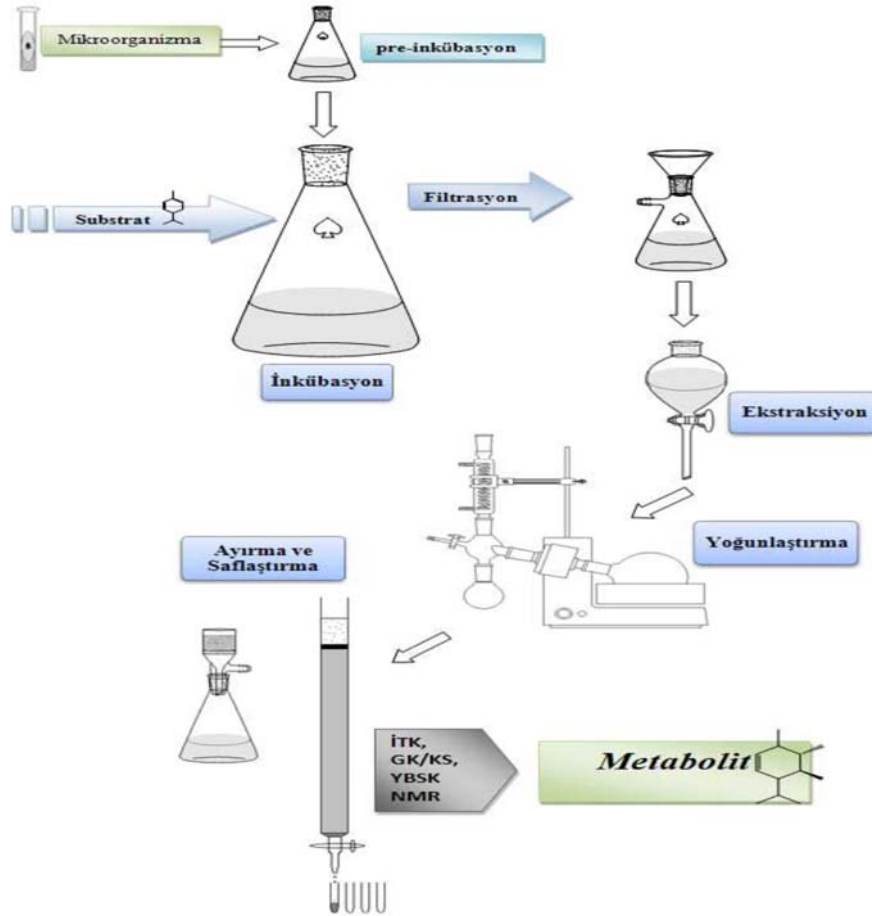 Mikroorganizma
pre-inkübasyon
Substrat
Filtrasyon
İnkübasyon
Ekstraksiyon
Yoğunlaştırma
Ayırma ve
Saflaştırma
İTK,
GK/KS,
YBSK
NMR
Metabolit